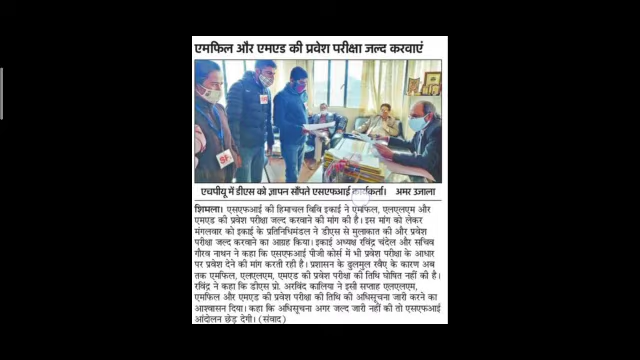 एमफिल और एमएड की प्रवेश परीक्षा जल्द करवाएं
SFI
एचपीयू में डीएस को ज्ञापन सौंपते एसएफआई कार्यकर्ता। अमर उजाला
शिमला। एसएफआई की हिमाचल विवि इकाई ने एमफिल, एलएलएम और
एमएड की प्रवेश परीक्षा जल्द करवाने की मांग की है। इस मांग को लेकर
मंगलवार को इकाई के प्रतिनिधिमंडल ने डीएस से मुलाकात की और प्रवेश
परीक्षा जल्द करवाने का आग्रह किया। इकाई अध्यक्ष रविंद्र चंदेल और सचिव
गौरव नाथन ने कहा कि एसएफआई पीजी कोर्स में भी प्रवेश परीक्षा के आधार
पर प्रवेश देने की मांग करती रही है। प्रशासन के ढुलमुल रवैए के कारण अब
तक एमफिल, एलएलएम, एमएड की प्रवेश परीक्षा की तिथि घोषित नहीं की है।
रविंद्र ने कहा कि डीएस प्रो. अरविंद कालिया ने इसी सप्ताह एलएलएम,
एमफिल और एमएड की प्रवेश परीक्षा की तिथि की अधिसूचना जारी करने का
आश्वासन दिया। कहा कि अधिसूचना अगर जल्द जारी नहीं की तो एसएफआई
आंदोलन छेड़ देगी। (संवाद)